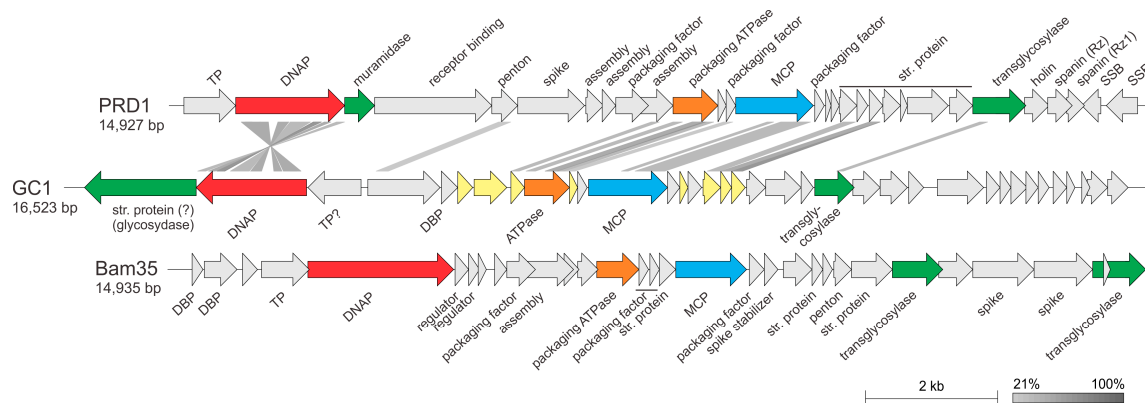 TP
DNAP
muramidase
receptor binding
penton
spike
assembly
assembly
packaging factor
assembly
packaging ATPase
packaging factor
MCP
packaging factor
str. protein
transglycosylase
holin
spanin (Rz)
spanin (Rz1)
SSB
SSB
PRD1
14,927 bp
GC1
16,523 bp
str. protein (?)
(glycosydase)
DNAP
TP?
DBP
ATPase
MCP
transgly-
cosylase
Bam35
14,935 bp
DBP
DBP
TP
DNAP
regulator
regulator
packaging factor
assembly
packaging ATPase
packaging factor
str. protein
MCP
packaging factor
spike stabilizer
str. protein
penton
str. protein
transglycosylase
spike
spike
transglycosylase
2 kb
21%
100%